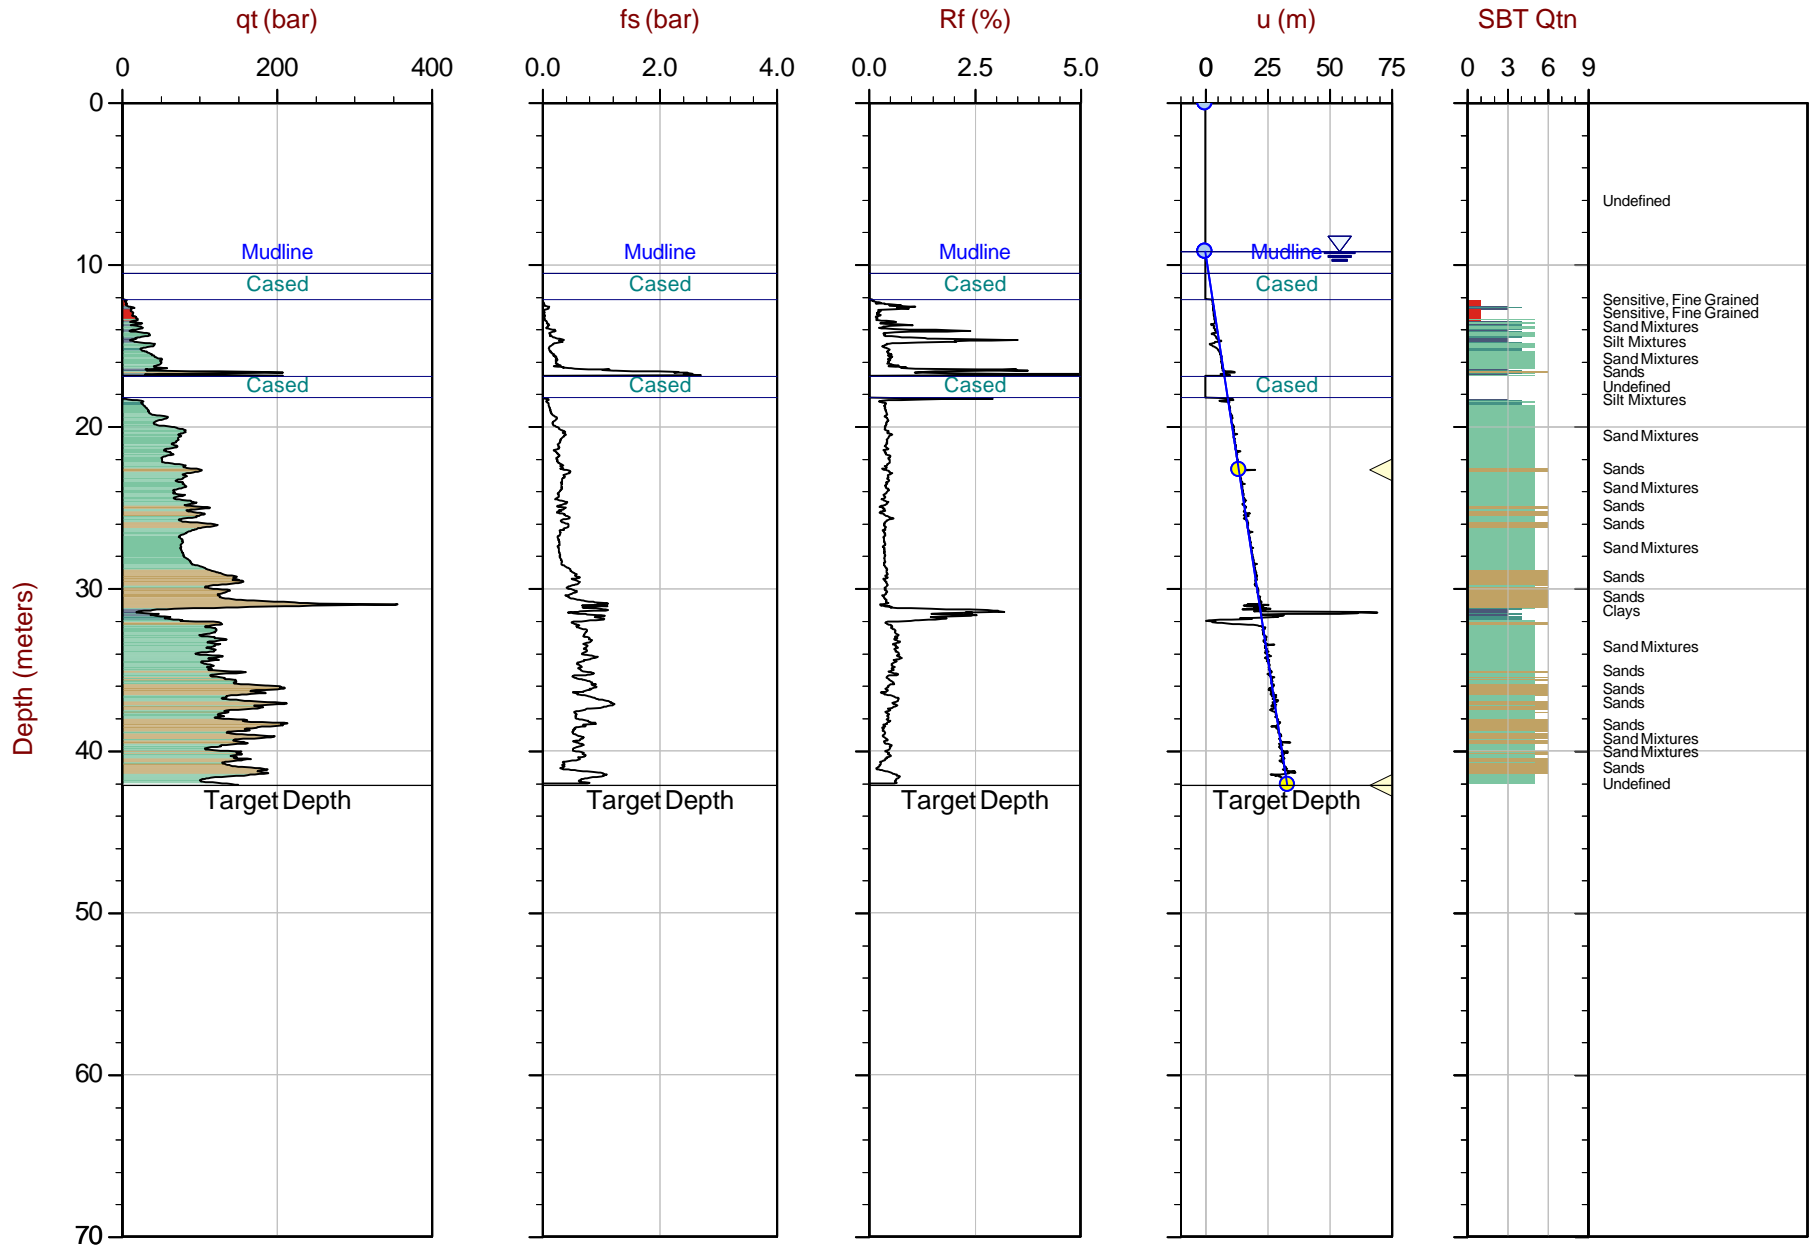 qt (bar) fs (bar) Rf (%) u (m) SBT Qtn
0 200 400 0.0 2.0 4.0 0.0 2.5 5.0 0 25 50 75 0 3 6 9
0
Undefined
Mudline Mudline Mudline Mudline
10
Cased Cased Cased Cased
Sensitive, Fine Grained
Sensitive, Fine Grained
Sand Mixtures
Silt Mixtures
Sand Mixtures
Sands
Cased Cased Cased Cased Undefined
Silt Mixtures
20
Sand Mixtures
Sands
Sand Mixtures
Sands
Sands
Sand Mixtures
Sands
30
Sands
Clays
Sand Mixtures
Depth (meters)
Sands
Sands
Sands
Sands
Sand Mixtures
40
Sand Mixtures
Sands
Undefined
Target Depth Target Depth Target Depth Target Depth
50
60
70